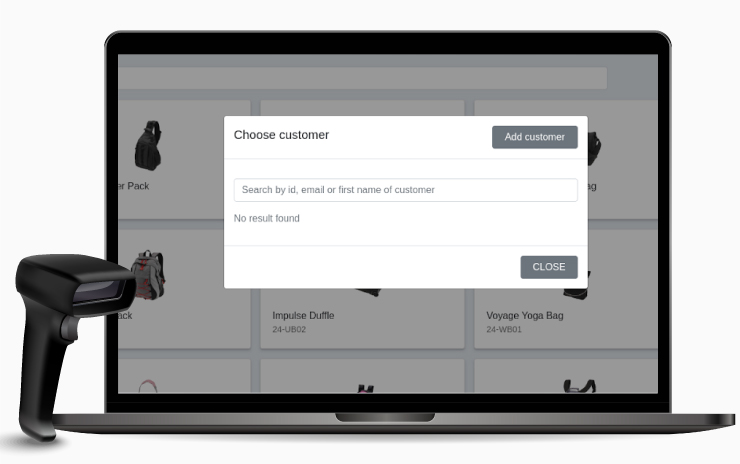 Choose customer
Add customer
Search by id, email or first name of customer
No result found
CLOSE
er Pack
ag
ack
Impulse Duffle
24-UB02
Voyage Yoga Bag
24-WB01